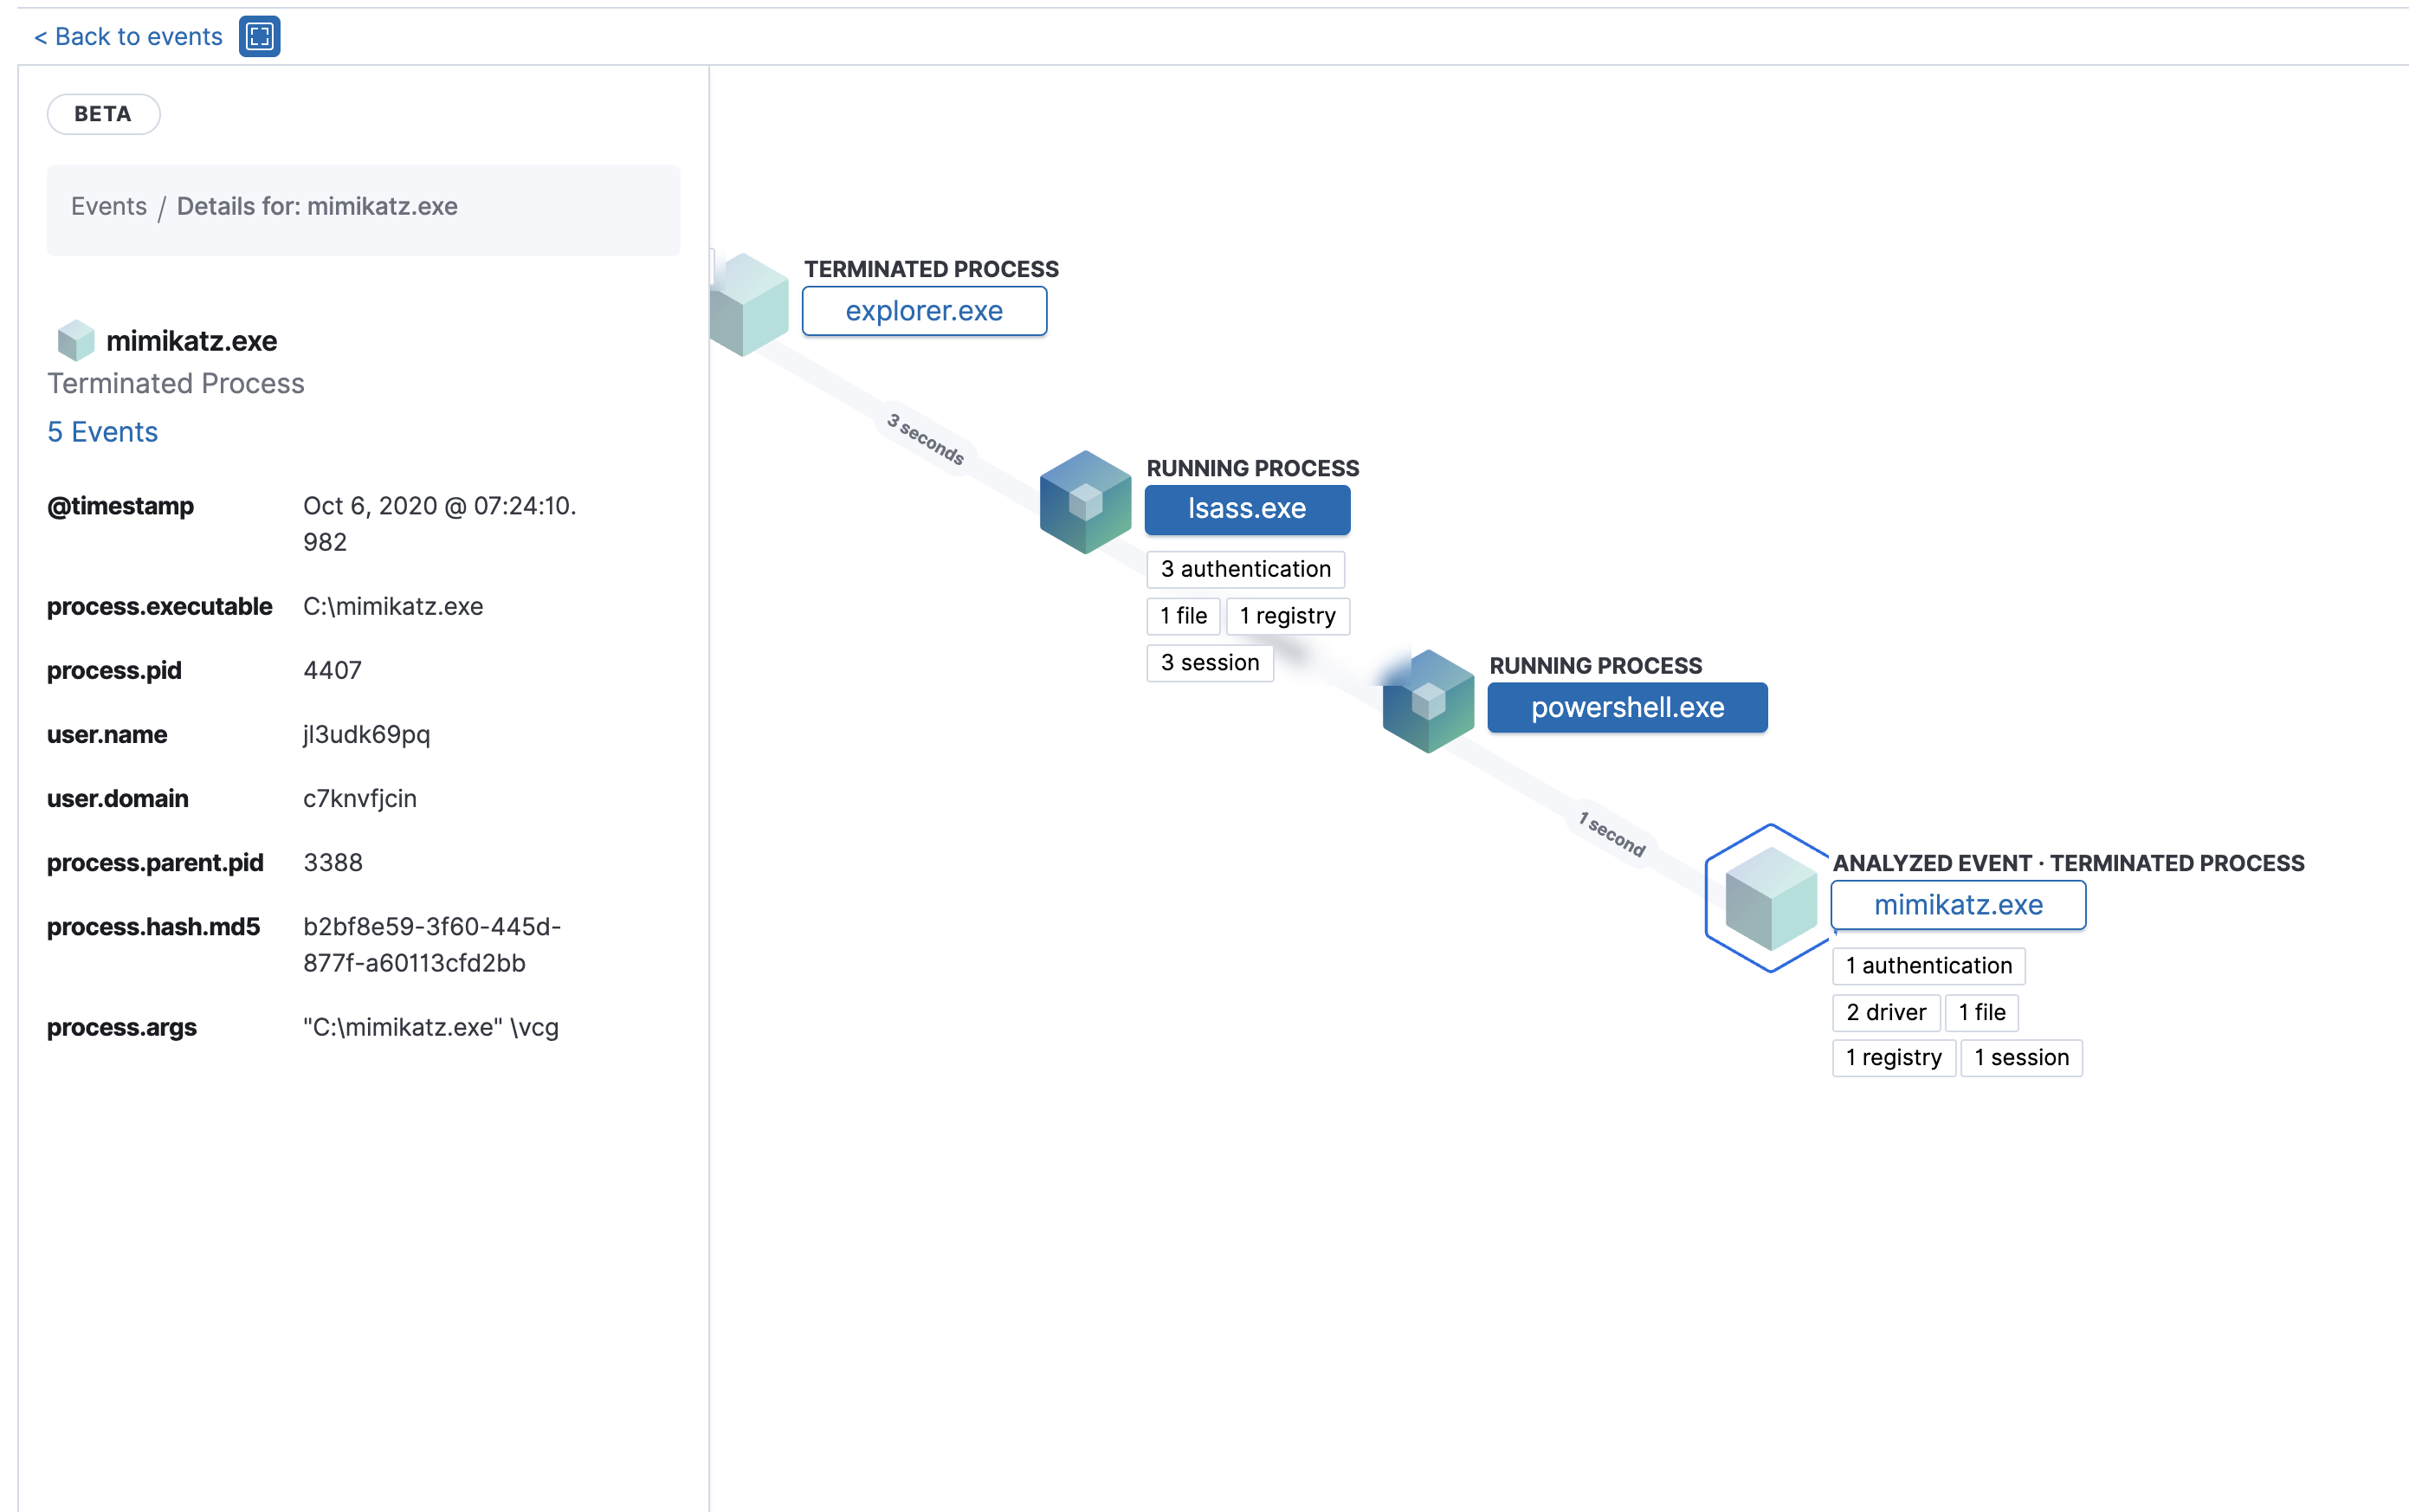 < Back to events
BETA
Events / Details for: mimikatz.exe
mimikatz.exe
Terminated Process
5 Events
@timestamp Oct 6, 2020 @ 07:24:10.
982
process.executable C:\mimikatz.exe
process.pid 4407
user.name jl3udk69pq
user.domain c7knvfjcin
process.parent.pid 3388
process.hash.md5 b2bf8e59-3f60-445d-
877f-a60113cfd2bb
process.args "C:\mimikatz.exe" \vcg
TERMINATED PROCESS
explorer.exe
3 seconds
RUNNING PROCESS
lsass.exe
3 authentication
1 file 1 registry
3 session
RUNNING PROCESS
powershell.exe
1 second
ANALYZED EVENT · TERMINATED PROCESS
mimikatz.exe
1 authentication
2 driver 1 file
1 registry 1 session